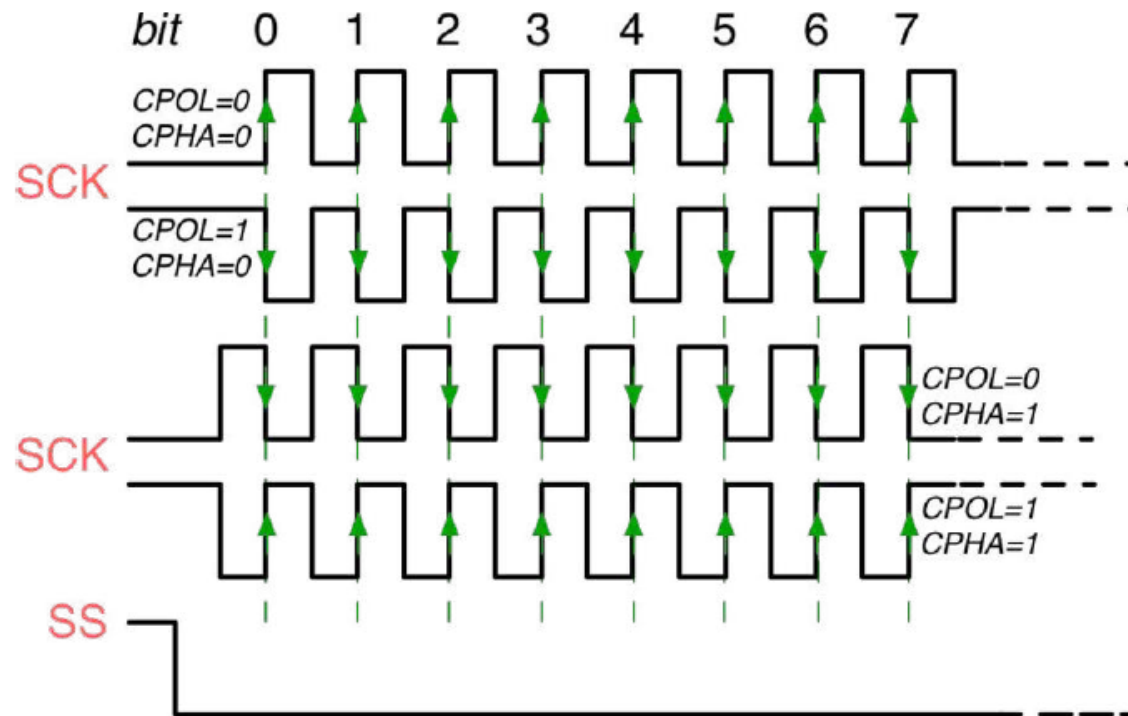 bit 0 1 2 3 4 5 6 7
CPOL=0
CPHA=0
SCK
CPOL=1
CPHA=0
CPOL=0
CPHA=1
SCK
CPOL=1
CPHA=1
SS